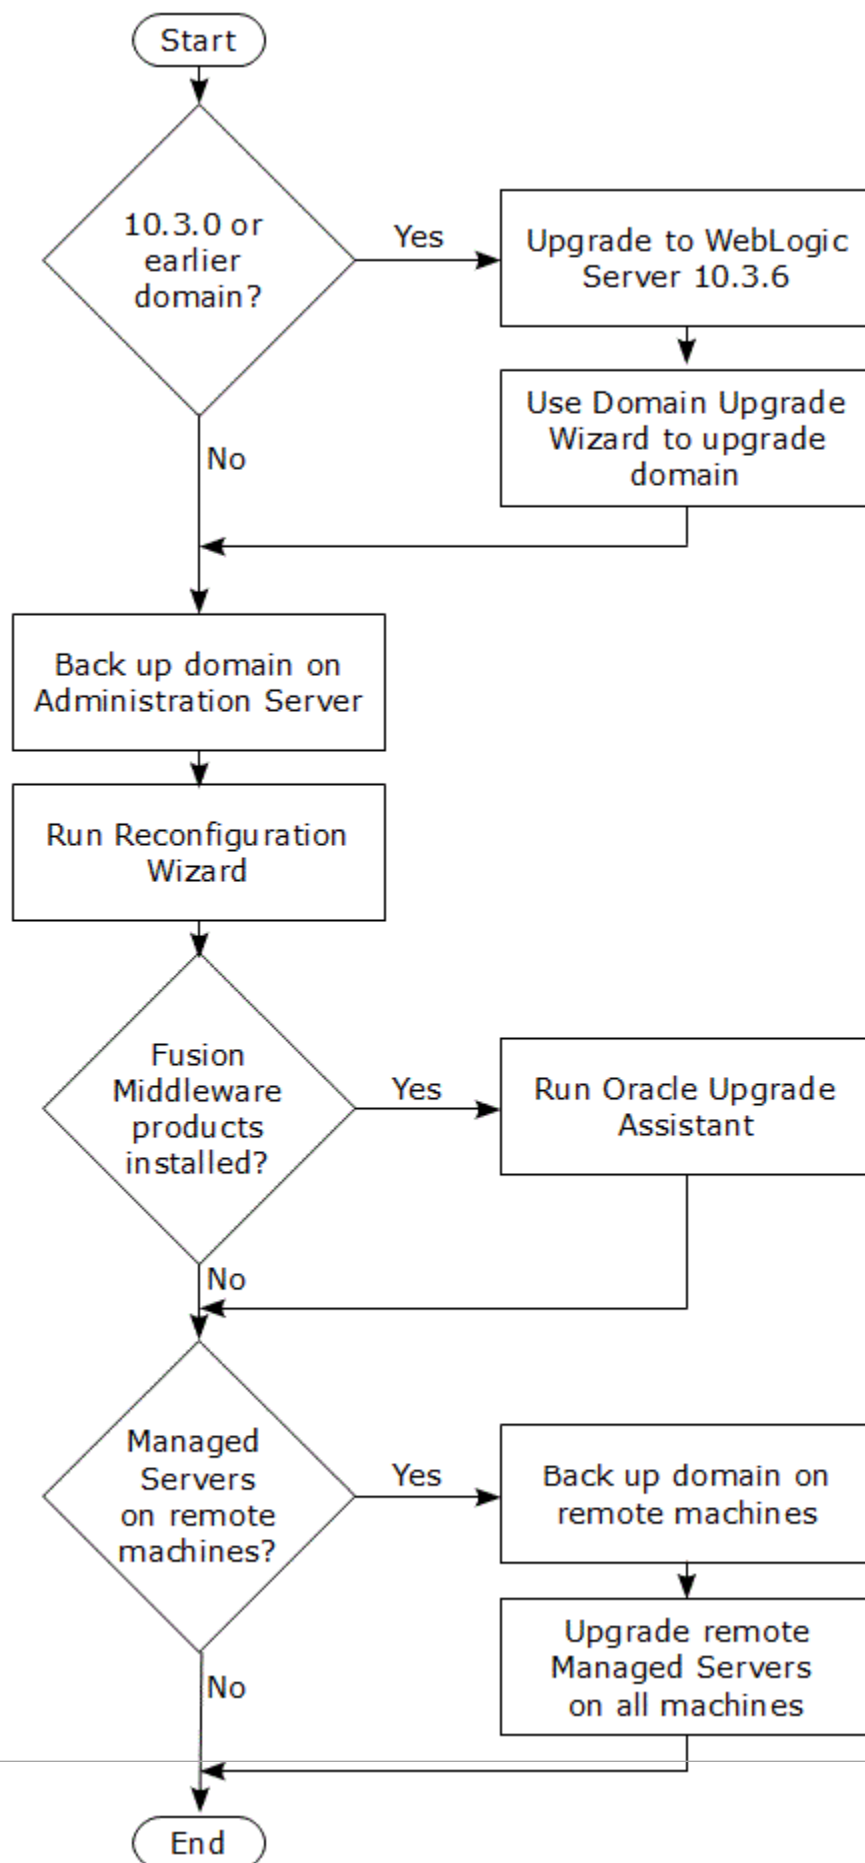 Start
10.3.0 or
earlier
domain?
Yes
Upgrade to WebLogic
Server 10.3.6
Use Domain Upgrade
Wizard to upgrade
domain
No
Back up domain on
Administration Server
Run Reconfiguration
Wizard
Fusion
Middleware
products
installed?
Yes
Run Oracle Upgrade
Assistant
No
Managed
Servers
on remote
machines?
Yes
Back up domain on
remote machines
Upgrade remote
Managed Servers
on all machines
No
End